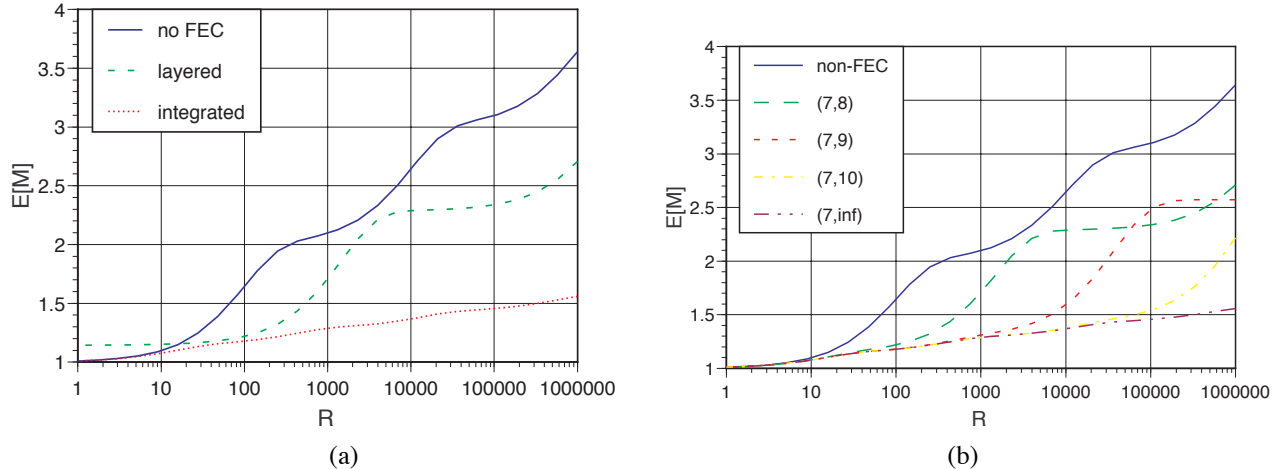 4
3.5
3
2.5
2
1.5
1
E[M]
no FEC
layered
integrated
1 10 100 1000 10000 100000 1000000
R
(a)
4
3.5
3
2.5
2
1.5
1
E[M]
non-FEC
(7,8)
(7,9)
(7,10)
(7,inf)
1 10 100 1000 10000 100000 1000000
R
(b)